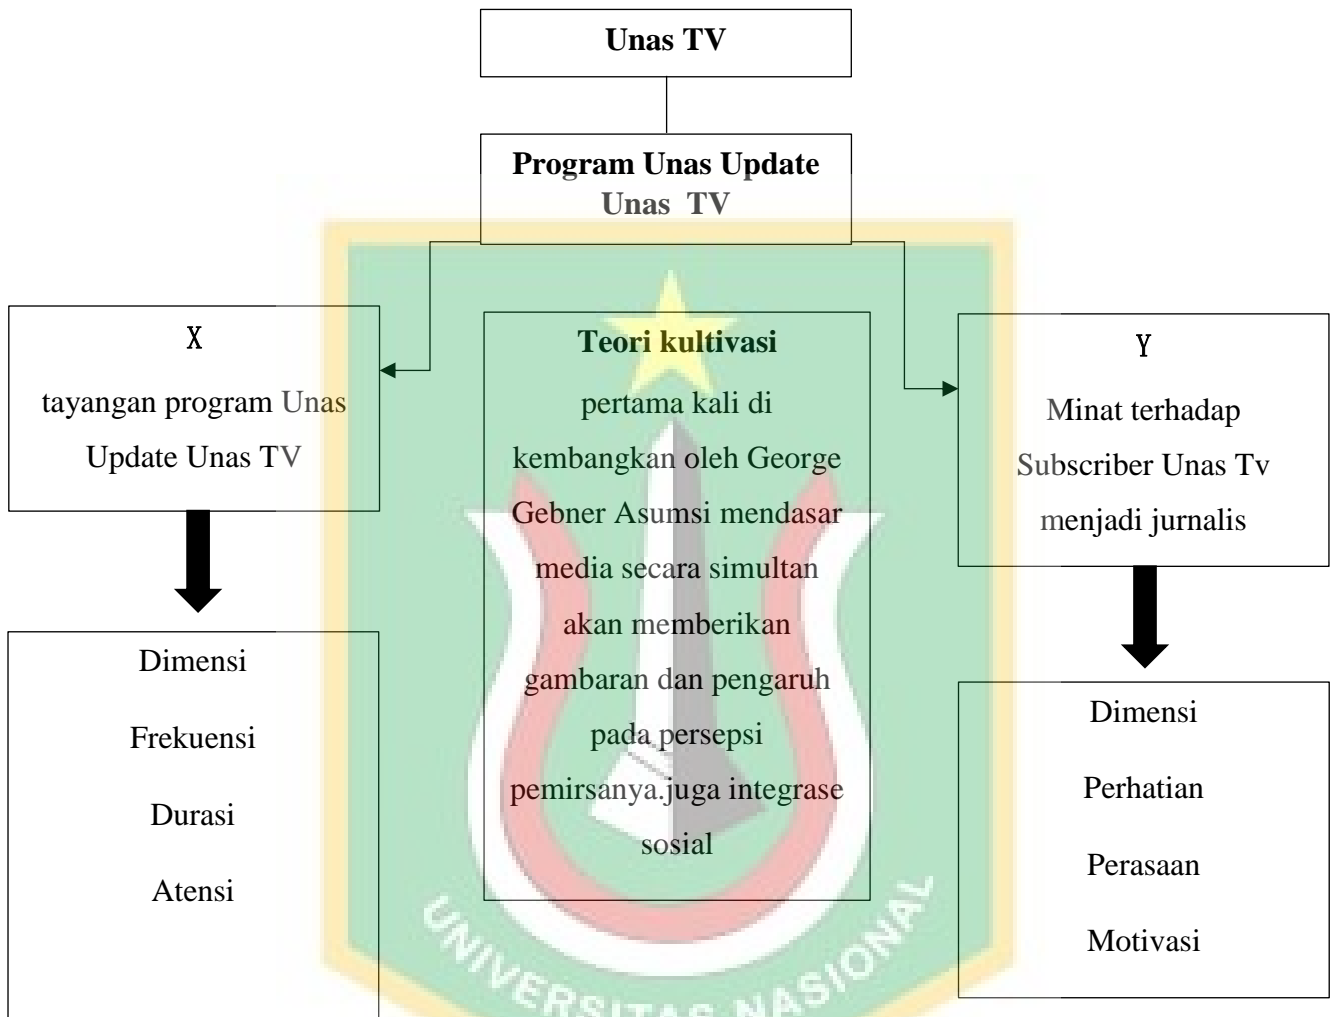 Unas TV
Program Unas Update
Unas TV
X
tayangan program Unas
Update Unas TV
Teori kultivasi
pertama kali di
kembangkan oleh George
Gebner Asumsi mendasar
media secara simultan
akan memberikan
gambaran dan pengaruh
pada persepsi
pemirsanya.juga integrase
sosial
Y
Minat terhadap
Subscriber Unas Tv
menjadi jurnalis
Dimensi
Frekuensi
Durasi
Atensi
Dimensi
Perhatian
Perasaan
Motivasi
UNIVERSITAS NASIONAL